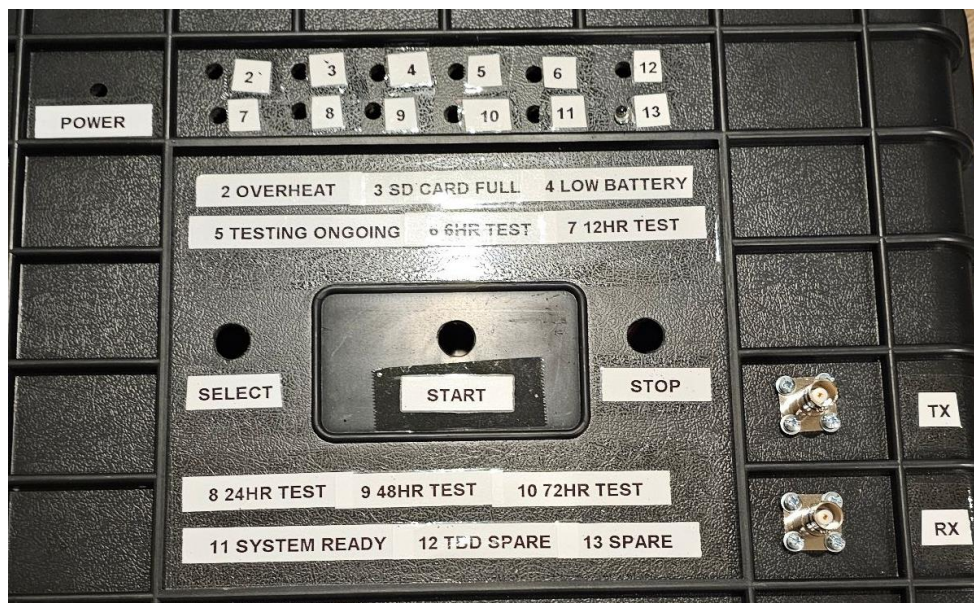 2 3 4 5 6 12
POWER 7 8 9 10 11 13
2 OVERHEAT 3 SD CARD FULL 4 LOW BATTERY
5 TESTING ONGOING 6 6HR TEST 7 12HR TEST
SELECT START STOP
TX
8 24HR TEST 9 48HR TEST 10 72HR TEST
RX
11 SYSTEM READY 12 TBD SPARE 13 SPARE